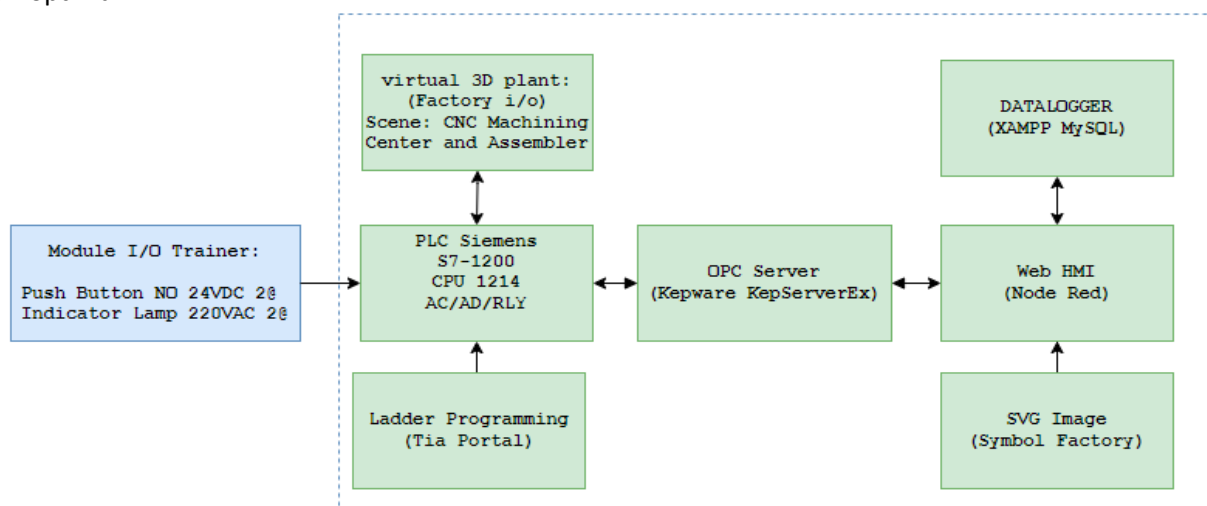 virtual 3D plant:
(Factory i/o)
Scene: CNC Machining
Center and Assembler
DATALOGGER
(XAMPP MySQL)
Module I/O Trainer:
Push Button NO 24VDC 2@
Indicator Lamp 220VAC 2@
PLC Siemens
S7-1200
CPU 1214
AC/AD/RLY
OPC Server
(Kepware KepServerEx)
Web HMI
(Node Red)
Ladder Programming
(Tia Portal)
SVG Image
(Symbol Factory)